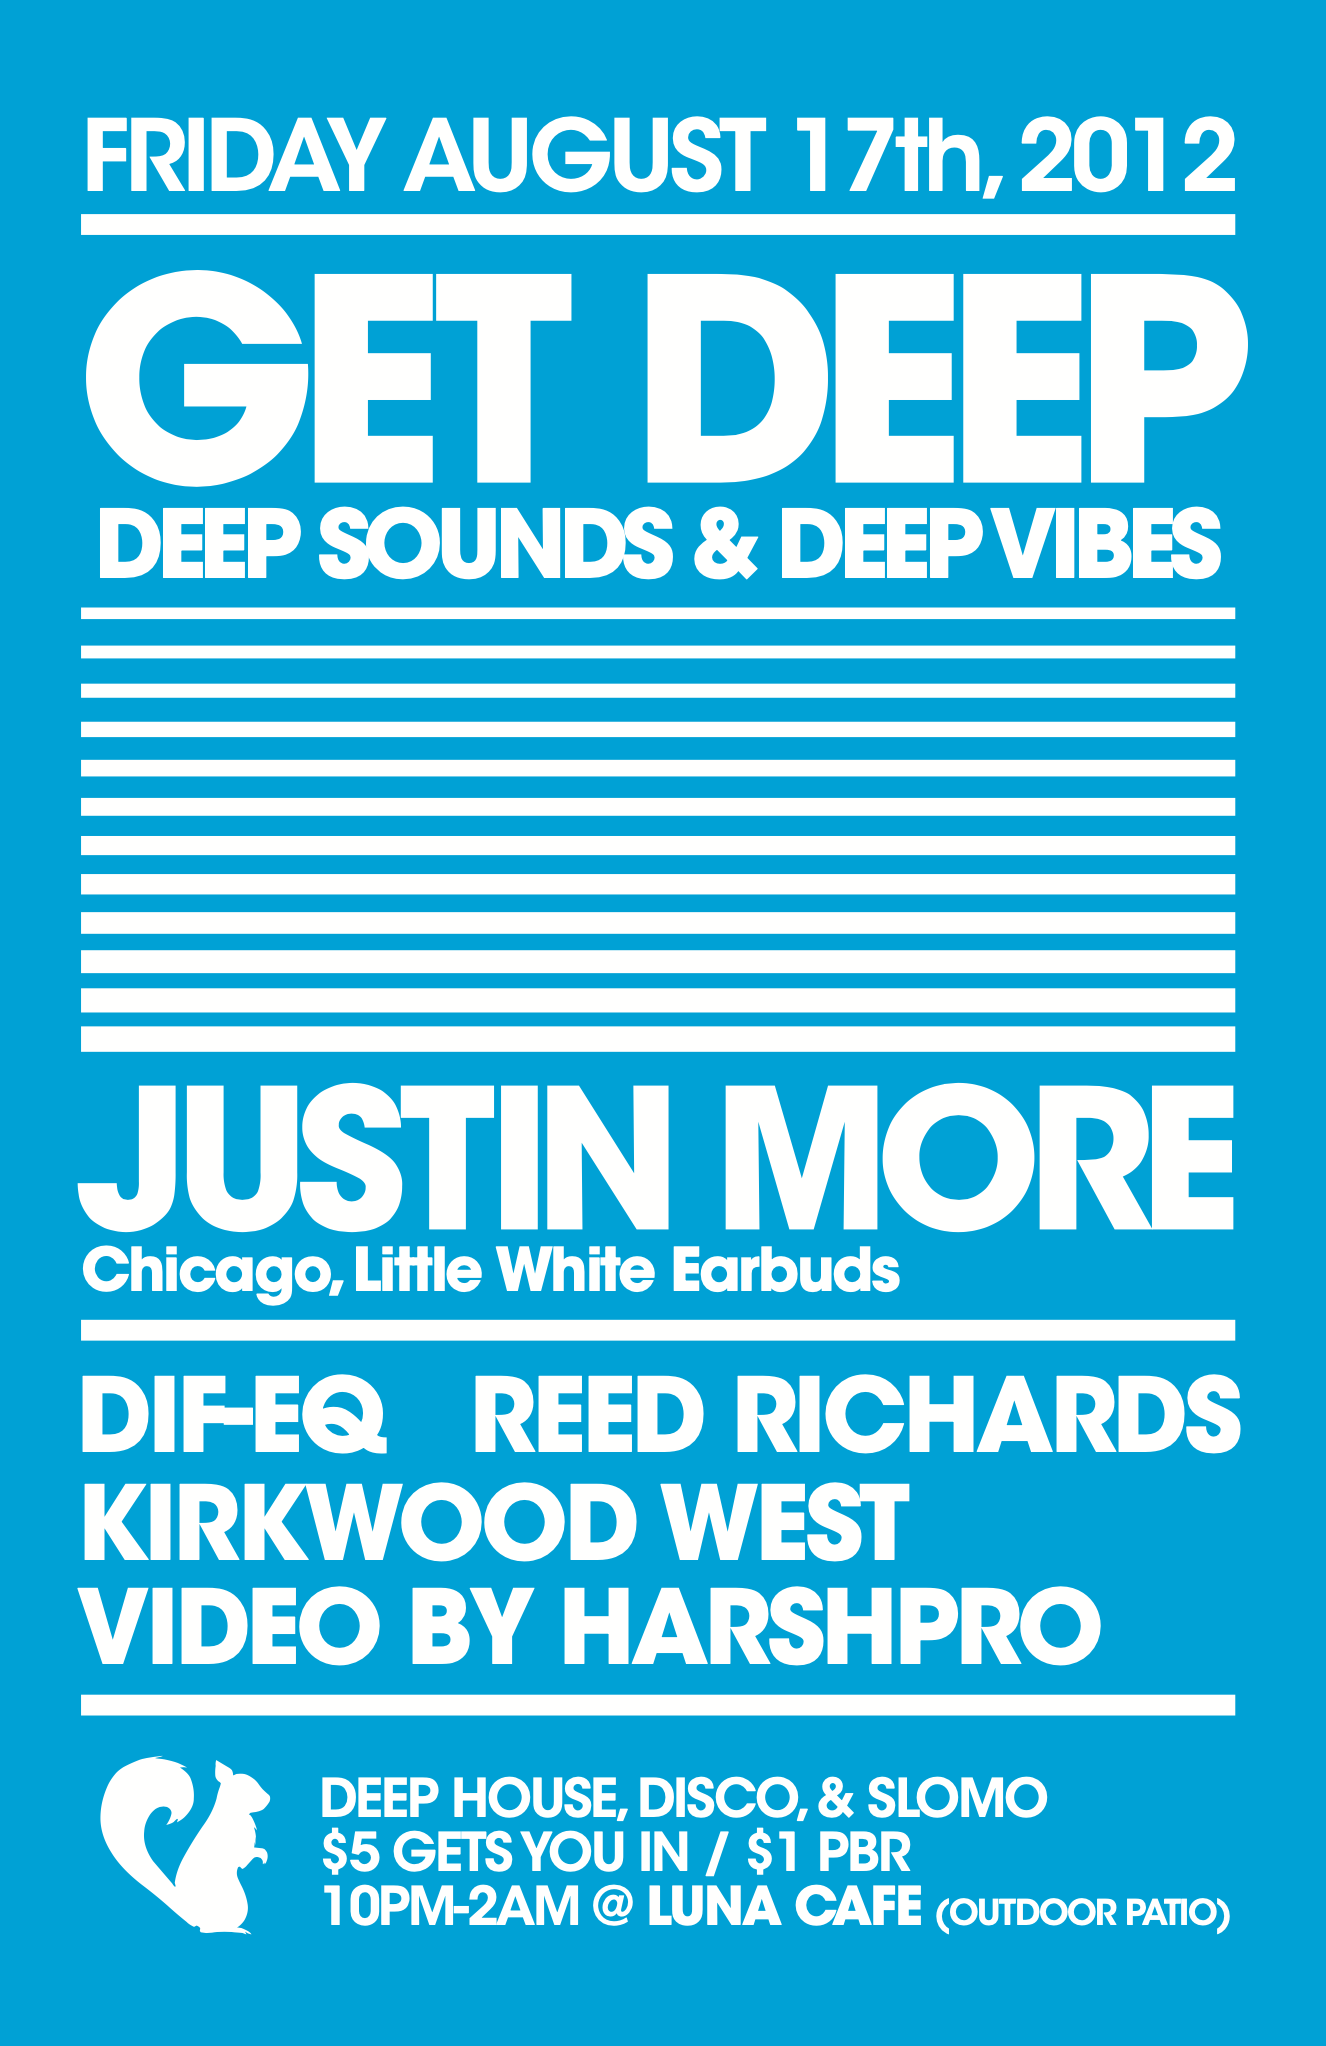 FRIDAY AUGUST 17th, 2012
GET DEEP
DEEP SOUNDS & DEEP VIBES
JUSTIN MORE
Chicago, Little White Earbuds
DIF-EQ REED RICHARDS
KIRKWOOD WEST
VIDEO BY HARSHPRO
DEEP HOUSE, DISCO, & SLOMO
$5 GETS YOU IN / $1 PBR
10PM-2AM @ LUNA CAFE (OUTDOOR PATIO)